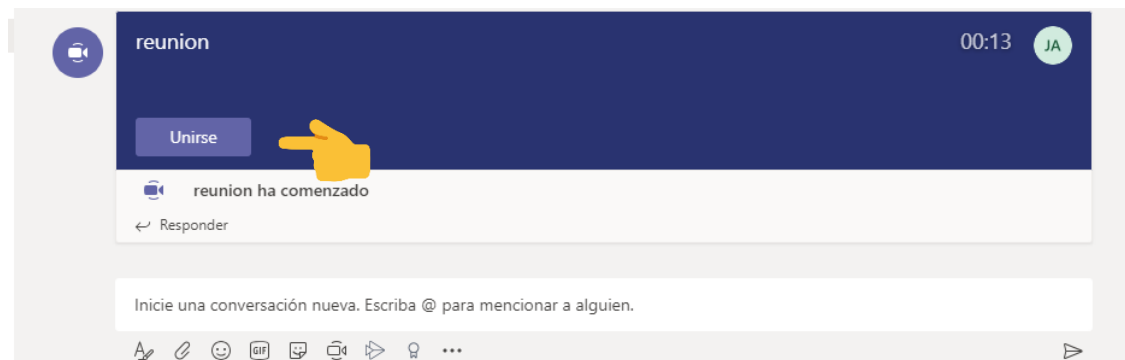 reunion
00:13
JA
Unirse
reunion ha comenzado
Responder
Inicie una conversación nueva. Escriba @ para mencionar a alguien.
GIF